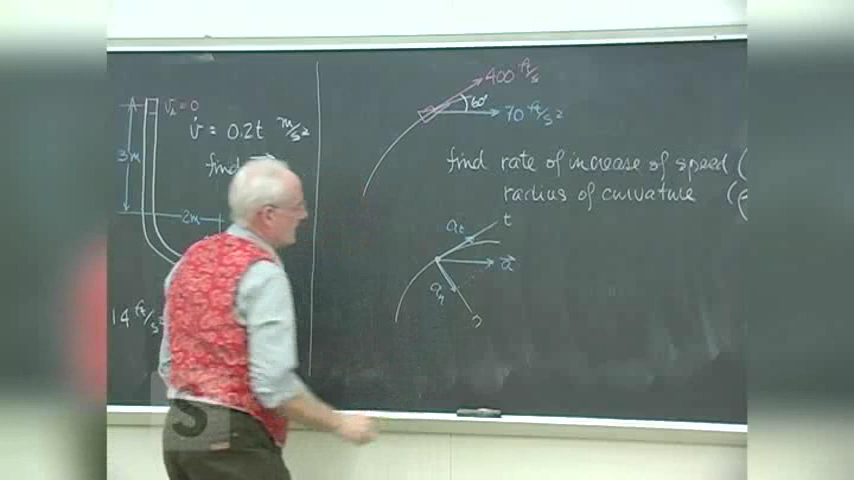 v₂ = 0
v̇ = 0.2t m/s²
3m
find
2m
14 ft/s²
400 ft/s
60°
70 ft/s²
find rate of increase of speed (
radius of curvature (ρ
aₜ
t
a⃗
aₙ
n
S